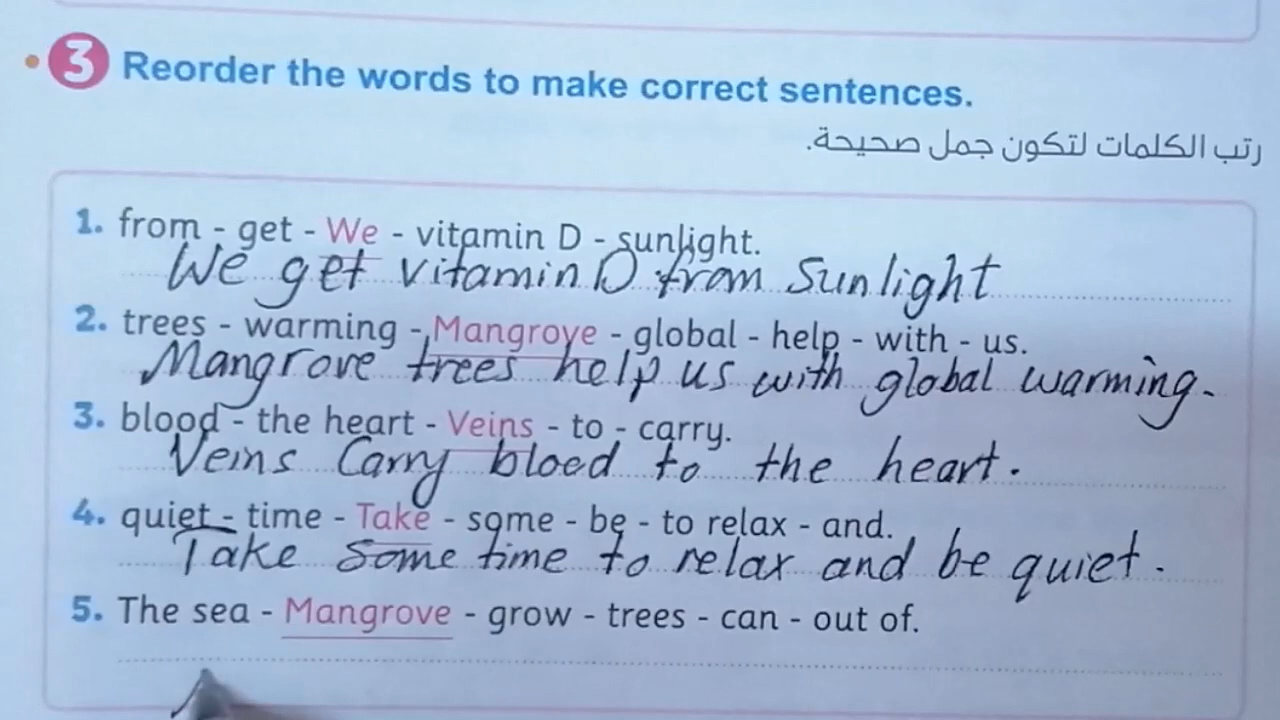 3 Reorder the words to make correct sentences.
رتب الكلمات لتكون جمل صحيحة.
1. from - get - We - vitamin D - sunlight.
We get vitamin D from Sunlight
2. trees - warming - Mangrove - global - help - with - us.
Mangrove trees help us with global warming.
3. blood - the heart - Veins - to - carry.
Veins Carry blood to the heart.
4. quiet - time - Take - some - be - to relax - and.
Take Some time to relax and be quiet.
5. The sea - Mangrove - grow - trees - can - out of.